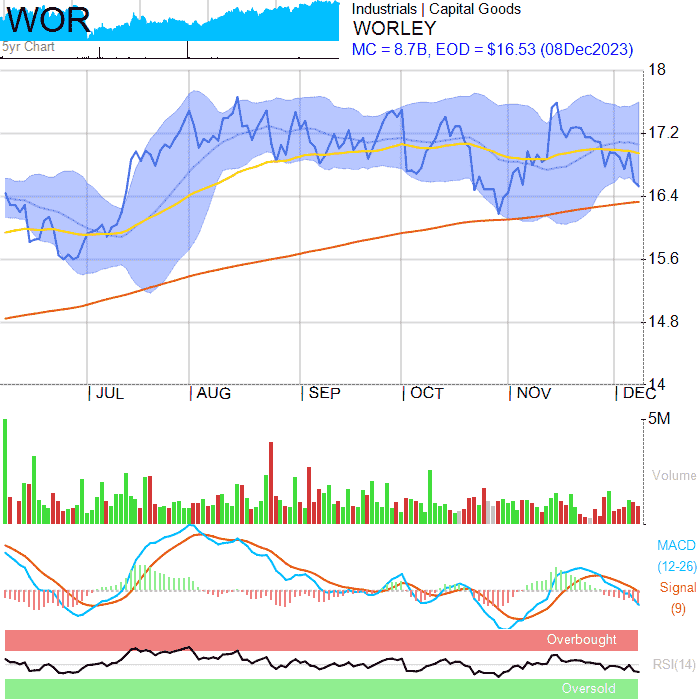 WOR
5yr Chart
Industrials | Capital Goods
WORLEY
MC = 8.7B, EOD = $16.53 (08Dec2023)
18
17.2
16.4
15.6
14.8
14
JUL AUG SEP OCT NOV DEC
5M
Volume
MACD
(12-26)
Signal
(9)
Overbought
RSI(14)
Oversold